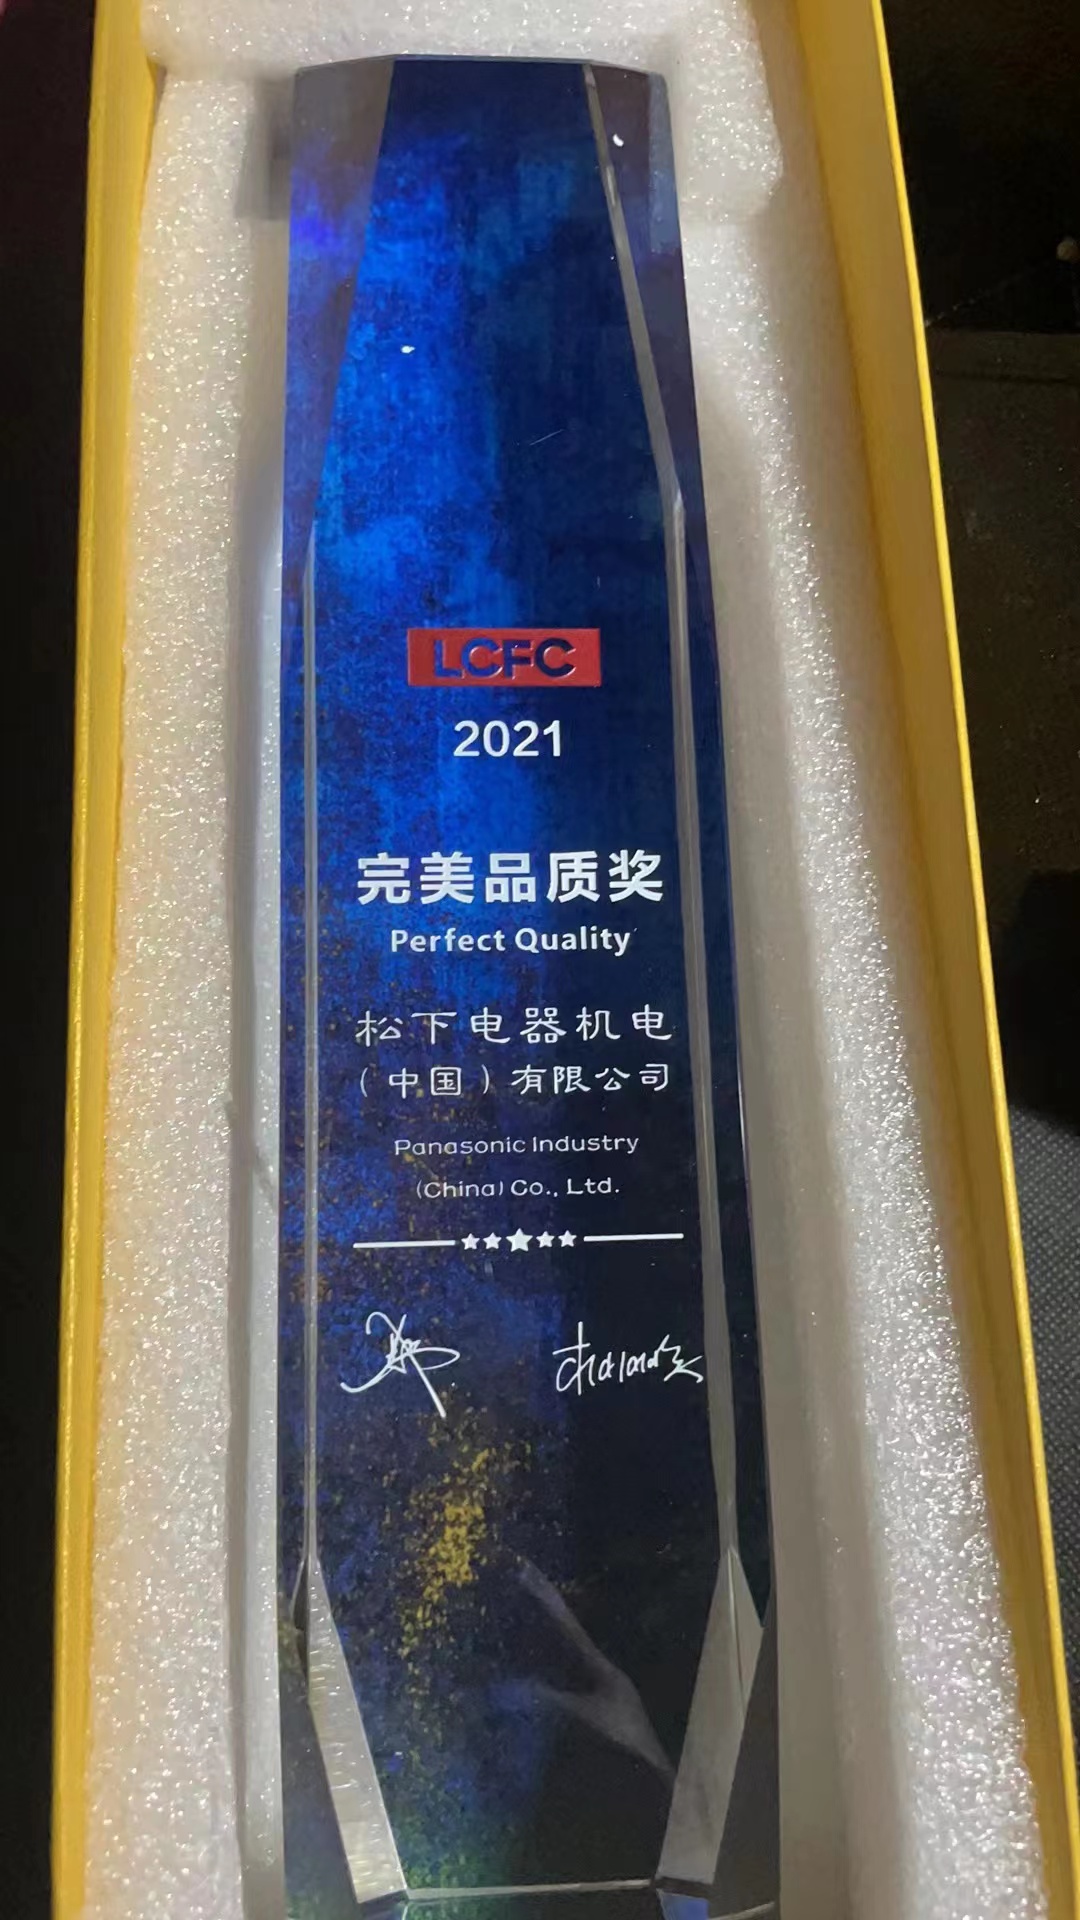 LCFC
2021
完美品质奖
Perfect Quality
松下电器机电
（中国）有限公司
Panasonic Industry
(China) Co., Ltd.